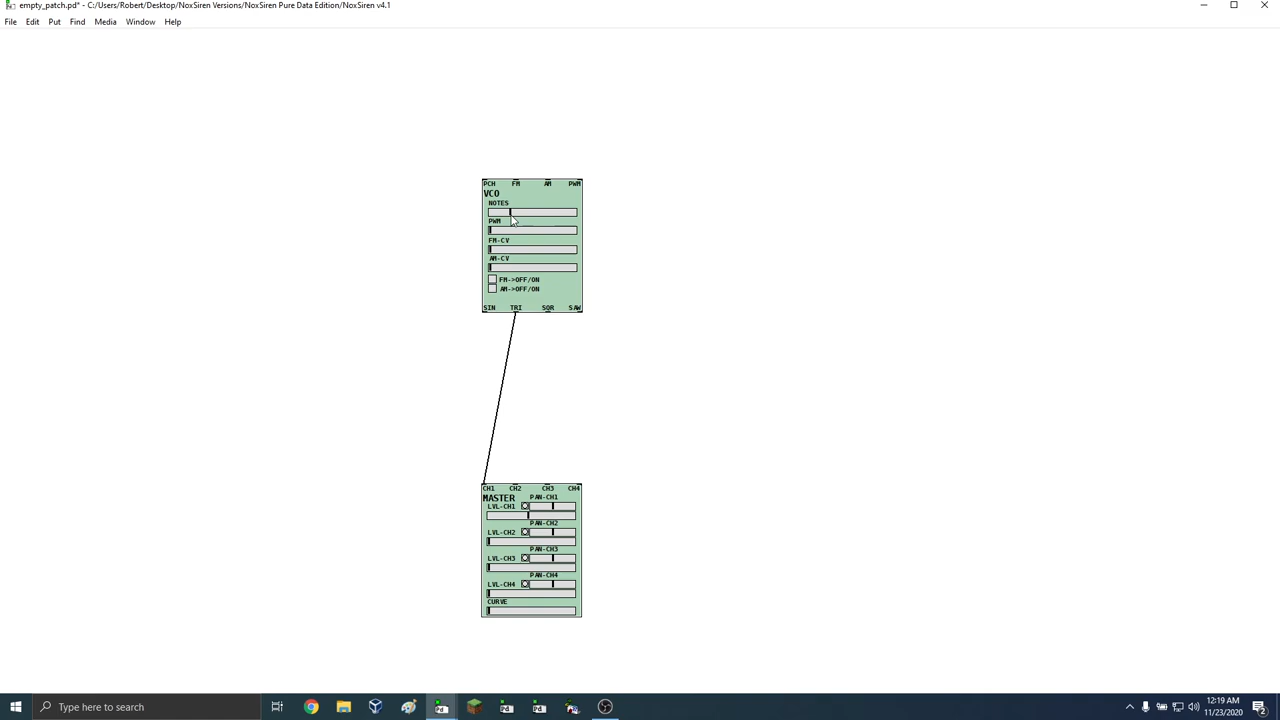 empty_patch.pd* - C:/Users/Robert/Desktop/NoxSiren Versions/NoxSiren Pure Data Edition/NoxSiren v4.1
File Edit Put Find Media Window Help
PCH FM AM PWM
VCO
NOTES
PWM
FM-CV
AM-CV
FM->OFF/ON
AM->OFF/ON
SIN TRI SQR SAW
CH1 CH2 CH3 CH4
MASTER PAN-CH1
LVL-CH1
PAN-CH2
LVL-CH2
PAN-CH3
LVL-CH3
PAN-CH4
LVL-CH4
CURVE
Type here to search
12:19 AM
11/23/2020
2